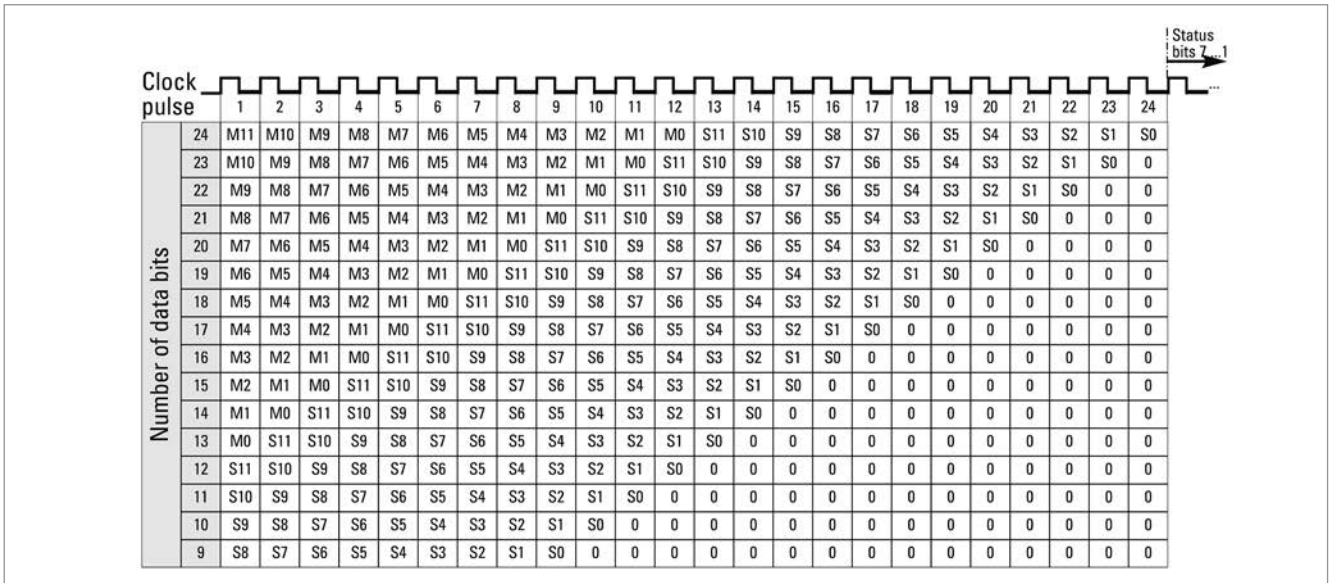 Status
bits 7...1
Clock
pulse
...
1 2 3 4 5 6 7 8 9 10 11 12 13 14 15 16 17 18 19 20 21 22 23 24
Number of data bits
24 M11 M10 M9 M8 M7 M6 M5 M4 M3 M2 M1 M0 S11 S10 S9 S8 S7 S6 S5 S4 S3 S2 S1 S0
23 M10 M9 M8 M7 M6 M5 M4 M3 M2 M1 M0 S11 S10 S9 S8 S7 S6 S5 S4 S3 S2 S1 S0 0
22 M9 M8 M7 M6 M5 M4 M3 M2 M1 M0 S11 S10 S9 S8 S7 S6 S5 S4 S3 S2 S1 S0 0 0
21 M8 M7 M6 M5 M4 M3 M2 M1 M0 S11 S10 S9 S8 S7 S6 S5 S4 S3 S2 S1 S0 0 0 0
20 M7 M6 M5 M4 M3 M2 M1 M0 S11 S10 S9 S8 S7 S6 S5 S4 S3 S2 S1 S0 0 0 0 0
19 M6 M5 M4 M3 M2 M1 M0 S11 S10 S9 S8 S7 S6 S5 S4 S3 S2 S1 S0 0 0 0 0 0
18 M5 M4 M3 M2 M1 M0 S11 S10 S9 S8 S7 S6 S5 S4 S3 S2 S1 S0 0 0 0 0 0 0
17 M4 M3 M2 M1 M0 S11 S10 S9 S8 S7 S6 S5 S4 S3 S2 S1 S0 0 0 0 0 0 0 0
16 M3 M2 M1 M0 S11 S10 S9 S8 S7 S6 S5 S4 S3 S2 S1 S0 0 0 0 0 0 0 0 0
15 M2 M1 M0 S11 S10 S9 S8 S7 S6 S5 S4 S3 S2 S1 S0 0 0 0 0 0 0 0 0 0
14 M1 M0 S11 S10 S9 S8 S7 S6 S5 S4 S3 S2 S1 S0 0 0 0 0 0 0 0 0 0 0
13 M0 S11 S10 S9 S8 S7 S6 S5 S4 S3 S2 S1 S0 0 0 0 0 0 0 0 0 0 0 0
12 S11 S10 S9 S8 S7 S6 S5 S4 S3 S2 S1 S0 0 0 0 0 0 0 0 0 0 0 0 0
11 S10 S9 S8 S7 S6 S5 S4 S3 S2 S1 S0 0 0 0 0 0 0 0 0 0 0 0 0 0
10 S9 S8 S7 S6 S5 S4 S3 S2 S1 S0 0 0 0 0 0 0 0 0 0 0 0 0 0 0
9 S8 S7 S6 S5 S4 S3 S2 S1 S0 0 0 0 0 0 0 0 0 0 0 0 0 0 0 0